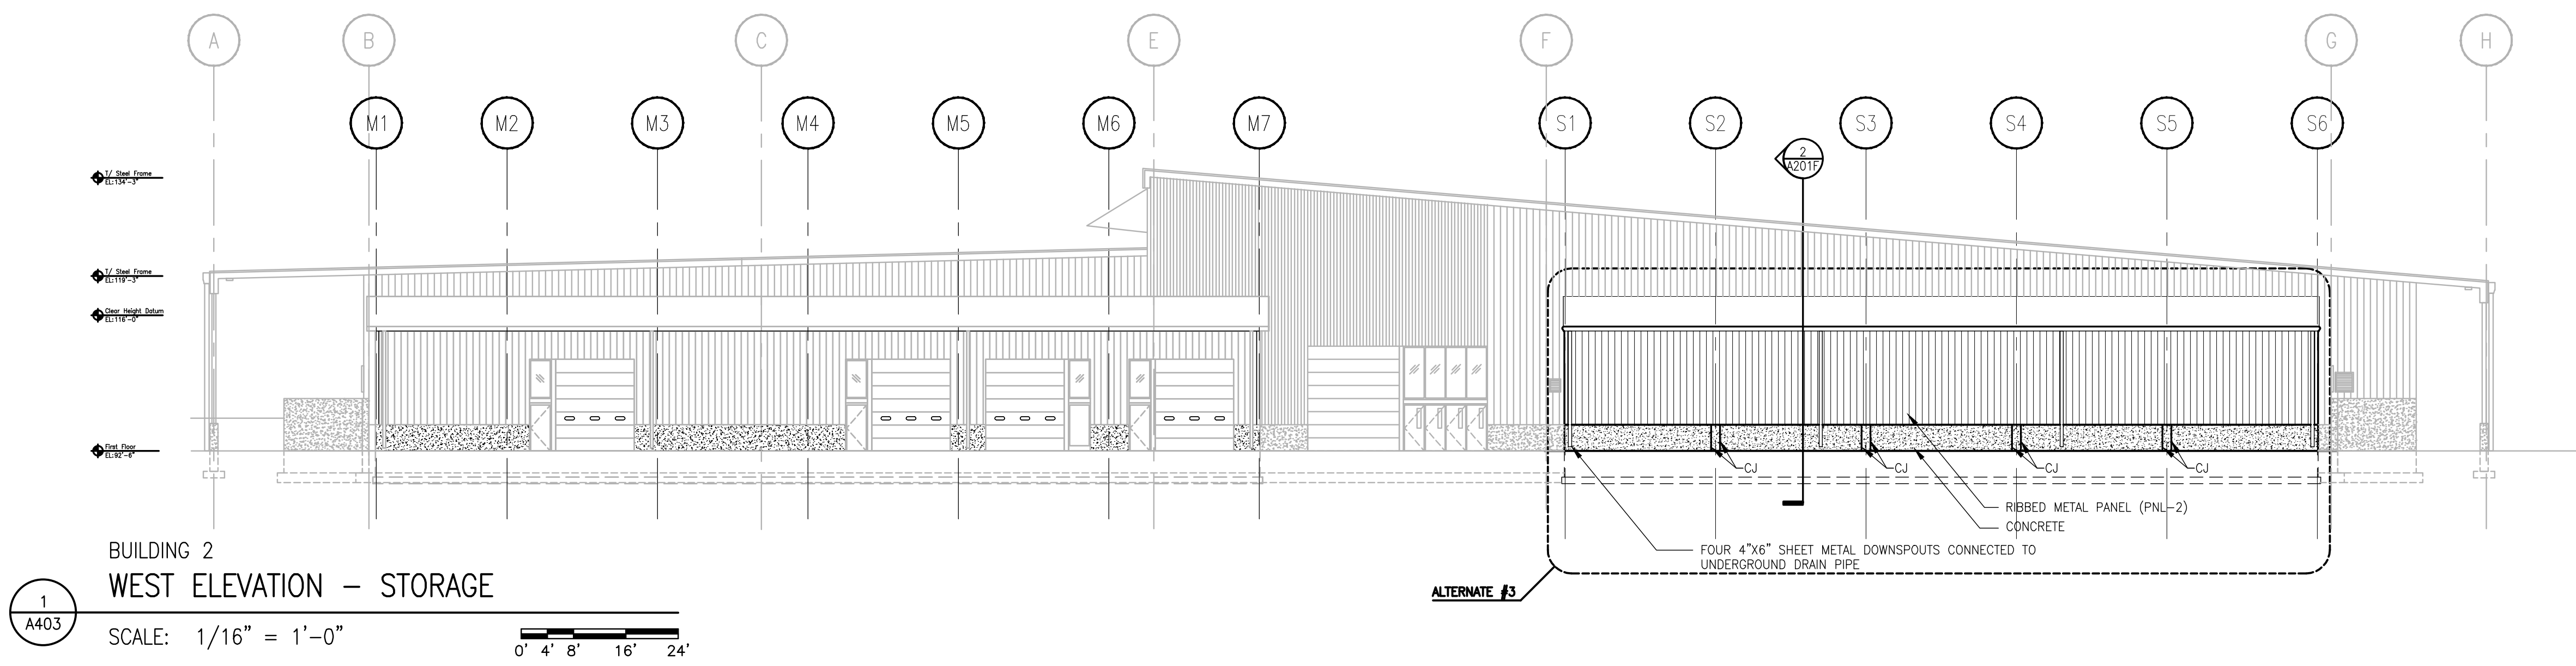 A B C E F G H
M1 M2 M3 M4 M5 M6 M7 S1 S2 S3 S4 S5 S6
2
A201F
T/ Steel Frame
EL:134'-3"
T/ Steel Frame
EL:119'-3"
Clear Height Datum
EL:116'-0"
First Floor
EL:92'-6"
CJ CJ CJ CJ
RIBBED METAL PANEL (PNL-2)
CONCRETE
FOUR 4"X6" SHEET METAL DOWNSPOUTS CONNECTED TO
UNDERGROUND DRAIN PIPE
ALTERNATE #3
BUILDING 2
WEST ELEVATION - STORAGE
1
A403
SCALE: 1/16" = 1'-0"
0' 4' 8' 16' 24'